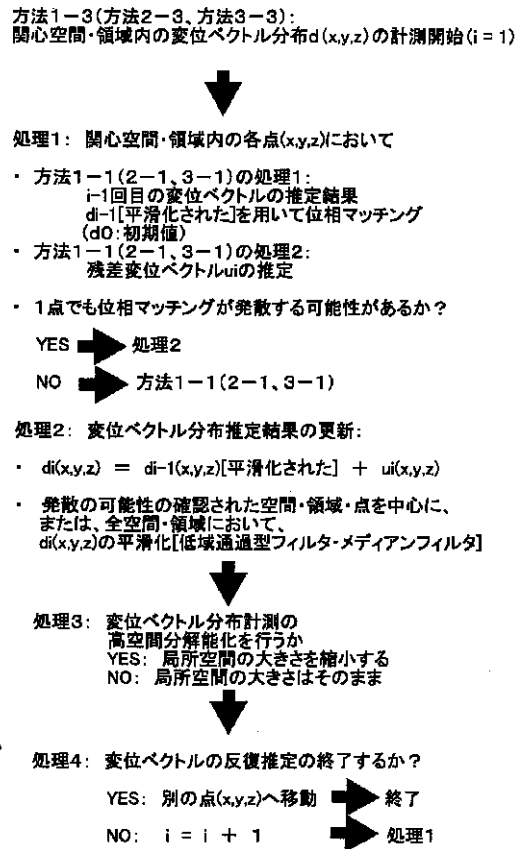 方法1-3(方法2-3、方法3-3):
関心空間・領域内の変位ベクトル分布d(x,y,z)の計測開始(i = 1)
処理1: 関心空間・領域内の各点(x,y,z)において
・ 方法1-1(2-1、3-1)の処理1:
i-1回目の変位ベクトルの推定結果
di-1[平滑化された]を用いて位相マッチング
(d0:初期値)
・ 方法1-1(2-1、3-1)の処理2:
残差変位ベクトルuiの推定
・ 1点でも位相マッチングが発散する可能性があるか?
YES 処理2
NO 方法1-1(2-1、3-1)
処理2: 変位ベクトル分布推定結果の更新:
・ di(x,y,z) = di-1(x,y,z)[平滑化された] + ui(x,y,z)
・ 発散の可能性の確認された空間・領域・点を中心に、
または、全空間・領域において、
di(x,y,z)の平滑化[低域通過型フィルタ・メディアンフィルタ]
処理3: 変位ベクトル分布計測の
高空間分解能化を行うか
YES: 局所空間の大きさを縮小する
NO: 局所空間の大きさはそのまま
処理4: 変位ベクトルの反復推定の終了するか?
YES: 別の点(x,y,z)へ移動 終了
NO: i = i + 1 処理1